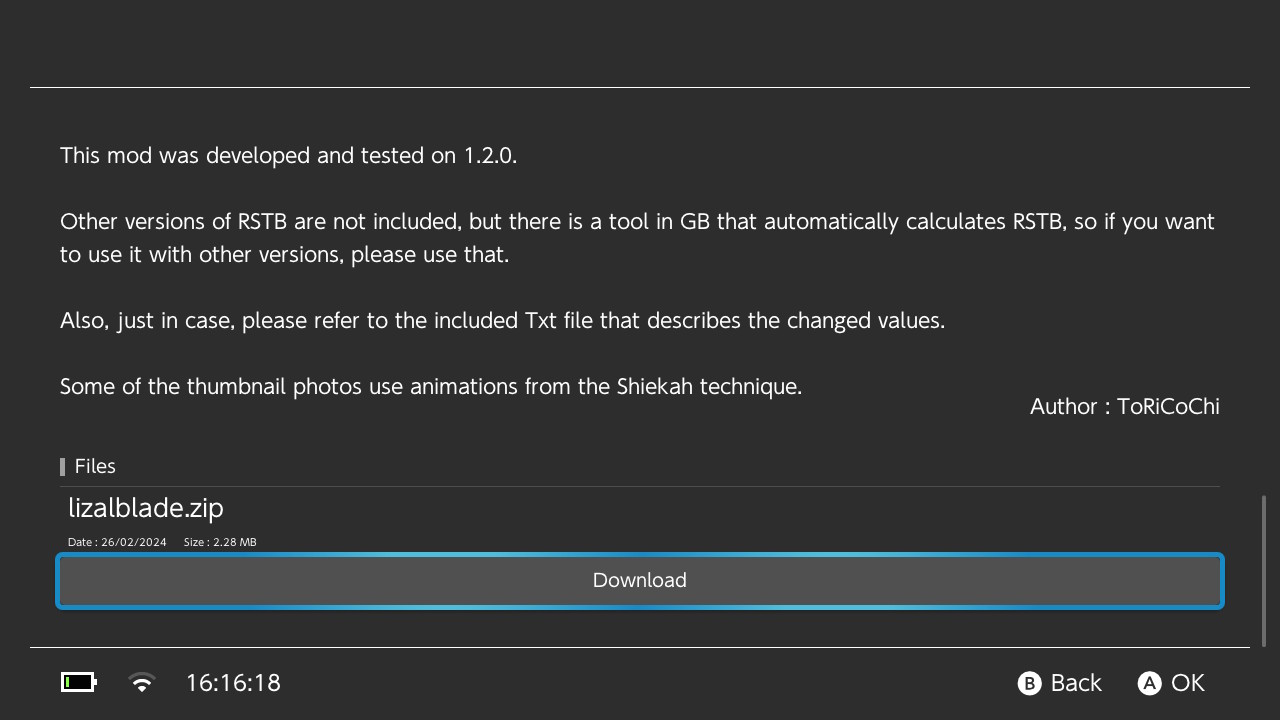 This mod was developed and tested on 1.2.0.
Other versions of RSTB are not included, but there is a tool in GB that automatically calculates RSTB, so if you want
to use it with other versions, please use that.
Also, just in case, please refer to the included Txt file that describes the changed values.
Some of the thumbnail photos use animations from the Shiekah technique.
Author : ToRiCoChi
Files
lizalblade.zip
Date : 26/02/2024 Size : 2.28 MB
Download
16:16:18 B Back A OK